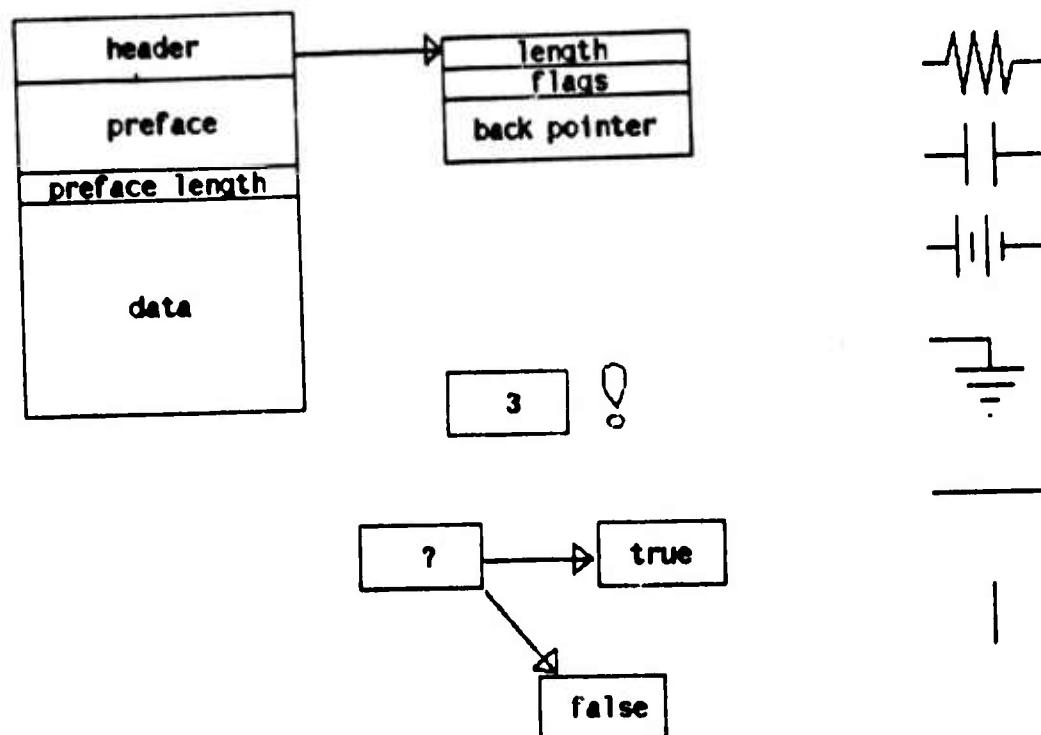 header
preface
preface length
data
length
flags
back pointer
3 !
? true
false